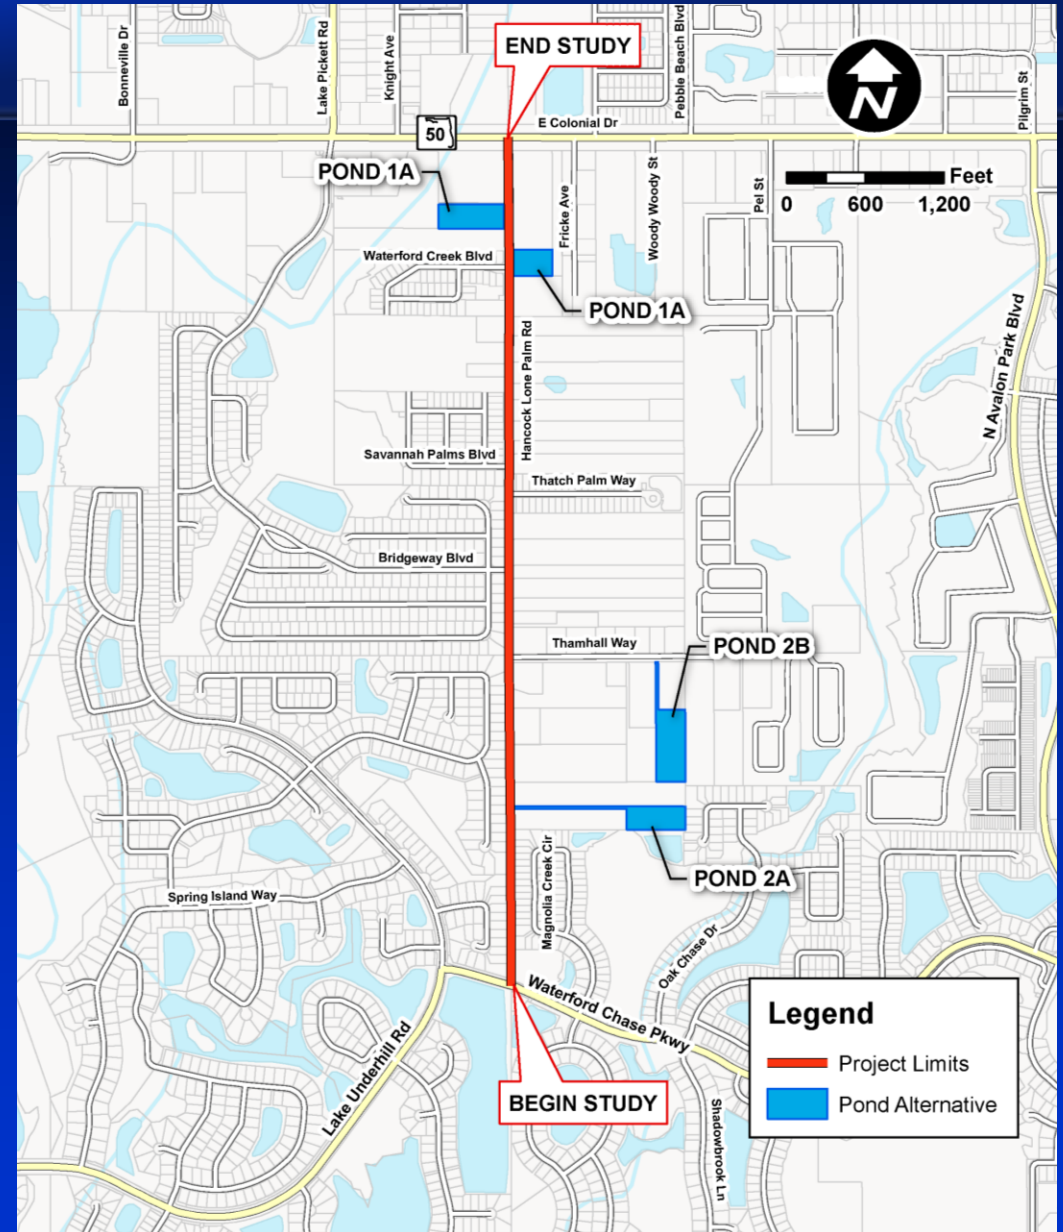 END STUDY
Bonneville Dr
Lake Pickett Rd
Knight Ave
Pebble Beach Blvd
Pilgrim St
N
50
E Colonial Dr
POND 1A
Feet
0 600 1,200
Fricke Ave
Woody Woody St
Pel St
Waterford Creek Blvd
POND 1A
Hancock Lone Palm Rd
N Avalon Park Blvd
Savannah Palms Blvd
Thatch Palm Way
Bridgeway Blvd
Thamhall Way
POND 2B
Magnolia Creek Cir
POND 2A
Spring Island Way
Oak Chase Dr
Waterford Chase Pkwy
Lake Underhill Rd
BEGIN STUDY
Shadowbrook Ln
Legend
Project Limits
Pond Alternative